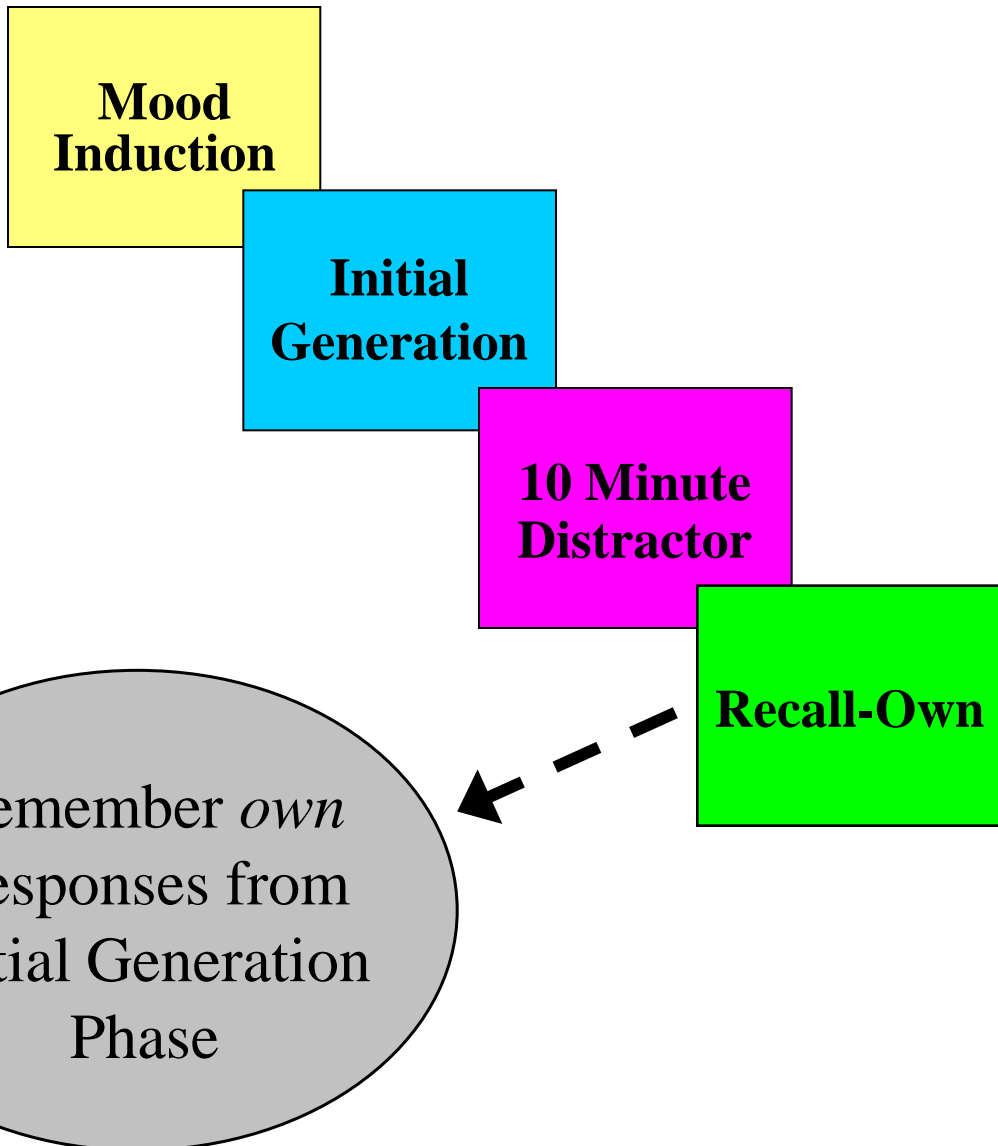 Mood
Induction
Initial
Generation
10 Minute
Distractor
Recall-Own
emember own
esponses from
tial Generation
Phase